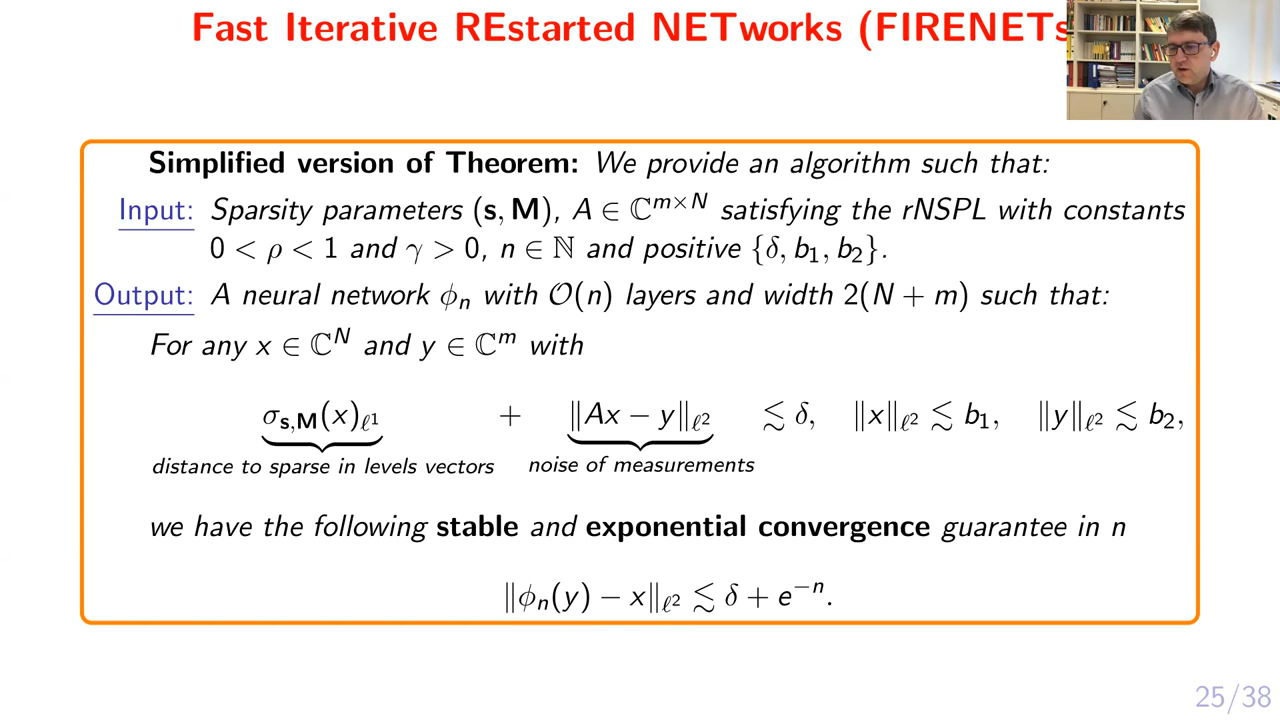 Fast Iterative REstarted NETworks (FIRENETs
Simplified version of Theorem: We provide an algorithm such that:
Input: Sparsity parameters (s, M), A ∈ ℂ^{m×N} satisfying the rNSPL with constants
0 < ρ < 1 and γ > 0, n ∈ ℕ and positive {δ, b₁, b₂}.
Output: A neural network ϕₙ with 𝒪(n) layers and width 2(N + m) such that:
For any x ∈ ℂ^N and y ∈ ℂ^m with
σ_{s,M}(x)_{ℓ¹} + ‖Ax − y‖_{ℓ²} ≲ δ, ‖x‖_{ℓ²} ≲ b₁, ‖y‖_{ℓ²} ≲ b₂,
distance to sparse in levels vectors noise of measurements
we have the following stable and exponential convergence guarantee in n
‖ϕₙ(y) − x‖_{ℓ²} ≲ δ + e^{−n}.
25/38